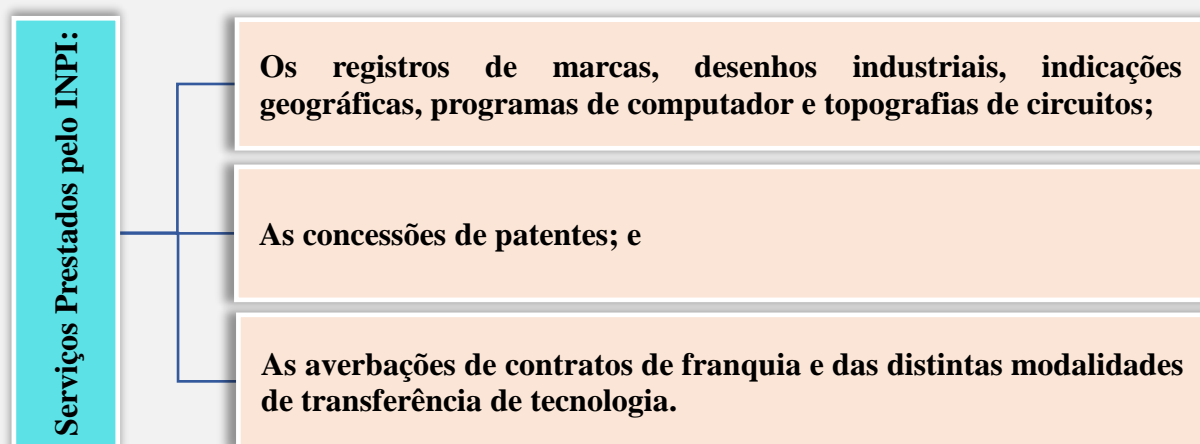 Serviços Prestados pelo INPI:
Os registros de marcas, desenhos industriais, indicações
geográficas, programas de computador e topografias de circuitos;
As concessões de patentes; e
As averbações de contratos de franquia e das distintas modalidades
de transferência de tecnologia.